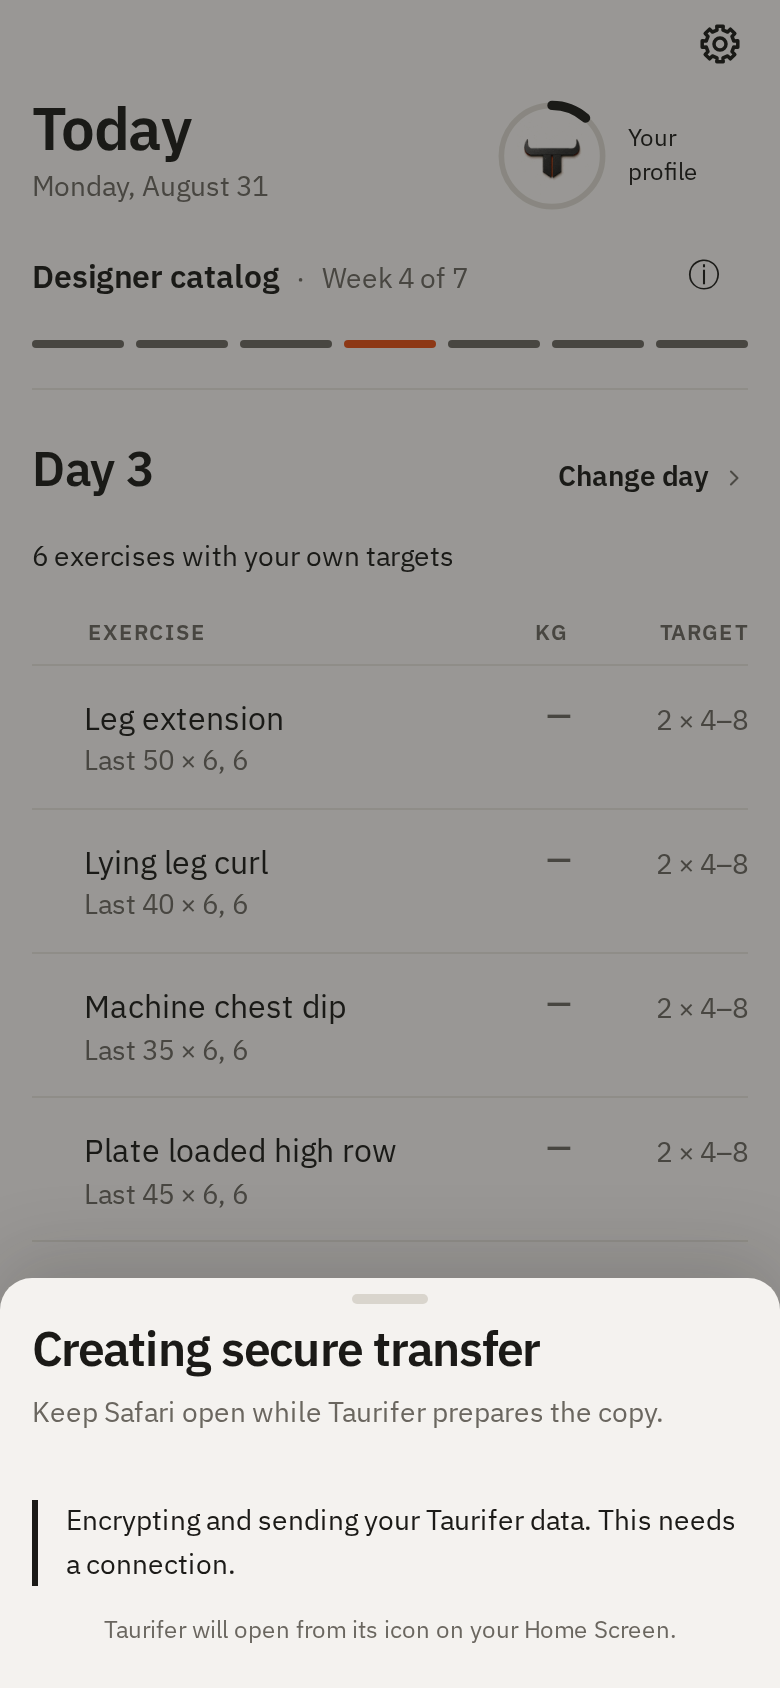 Today
Monday, August 31
Your
profile
Designer catalog · Week 4 of 7
Day 3
Change day
6 exercises with your own targets
EXERCISE KG TARGET
Leg extension — 2 × 4–8
Last 50 × 6, 6
Lying leg curl — 2 × 4–8
Last 40 × 6, 6
Machine chest dip — 2 × 4–8
Last 35 × 6, 6
Plate loaded high row — 2 × 4–8
Last 45 × 6, 6
Creating secure transfer
Keep Safari open while Taurifer prepares the copy.
Encrypting and sending your Taurifer data. This needs
a connection.
Taurifer will open from its icon on your Home Screen.